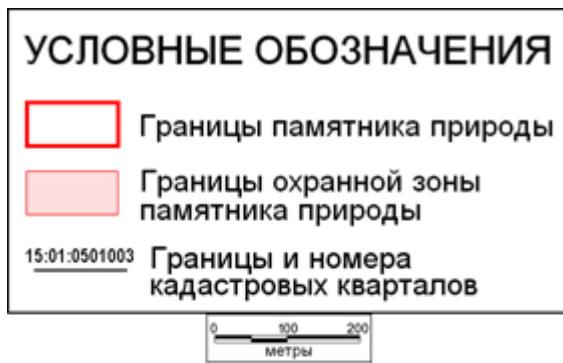 УСЛОВНЫЕ ОБОЗНАЧЕНИЯ
Границы памятника природы
Границы охранной зоны
памятника природы
15:01:0501003 Границы и номера
кадастровых кварталов
0 100 200
метры